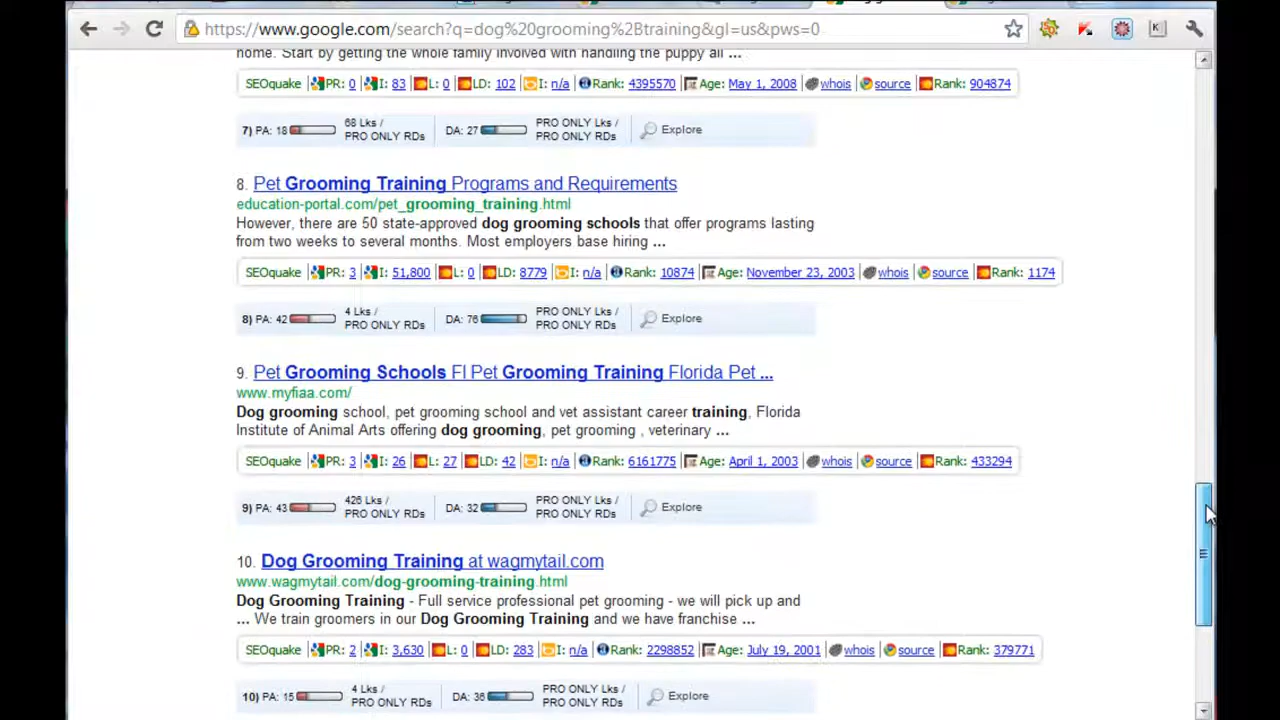 https://www.google.com/search?q=dog%20grooming%2Btraining&gl=us&pws=0
home. Start by getting the whole family involved with handling the puppy all ...
SEOquake PR: 0 I: 83 L: 0 LD: 102 I: n/a Rank: 4395570 Age: May 1, 2008 whois source Rank: 904874
7) PA: 18 68 Lks / PRO ONLY RDs DA: 27 PRO ONLY Lks / PRO ONLY RDs Explore
8. Pet Grooming Training Programs and Requirements
education-portal.com/pet_grooming_training.html
However, there are 50 state-approved dog grooming schools that offer programs lasting
from two weeks to several months. Most employers base hiring ...
SEOquake PR: 3 I: 51,800 L: 0 LD: 8779 I: n/a Rank: 10874 Age: November 23, 2003 whois source Rank: 1174
8) PA: 42 4 Lks / PRO ONLY RDs DA: 76 PRO ONLY Lks / PRO ONLY RDs Explore
9. Pet Grooming Schools Fl Pet Grooming Training Florida Pet ...
www.myfiaa.com/
Dog grooming school, pet grooming school and vet assistant career training, Florida
Institute of Animal Arts offering dog grooming, pet grooming , veterinary ...
SEOquake PR: 3 I: 26 L: 27 LD: 42 I: n/a Rank: 6161775 Age: April 1, 2003 whois source Rank: 433294
9) PA: 43 426 Lks / PRO ONLY RDs DA: 32 PRO ONLY Lks / PRO ONLY RDs Explore
10. Dog Grooming Training at wagmytail.com
www.wagmytail.com/dog-grooming-training.html
Dog Grooming Training - Full service professional pet grooming - we will pick up and
... We train groomers in our Dog Grooming Training and we have franchise ...
SEOquake PR: 2 I: 3,630 L: 0 LD: 283 I: n/a Rank: 2298852 Age: July 19, 2001 whois source Rank: 379771
10) PA: 15 4 Lks / PRO ONLY RDs DA: 36 PRO ONLY Lks / PRO ONLY RDs Explore